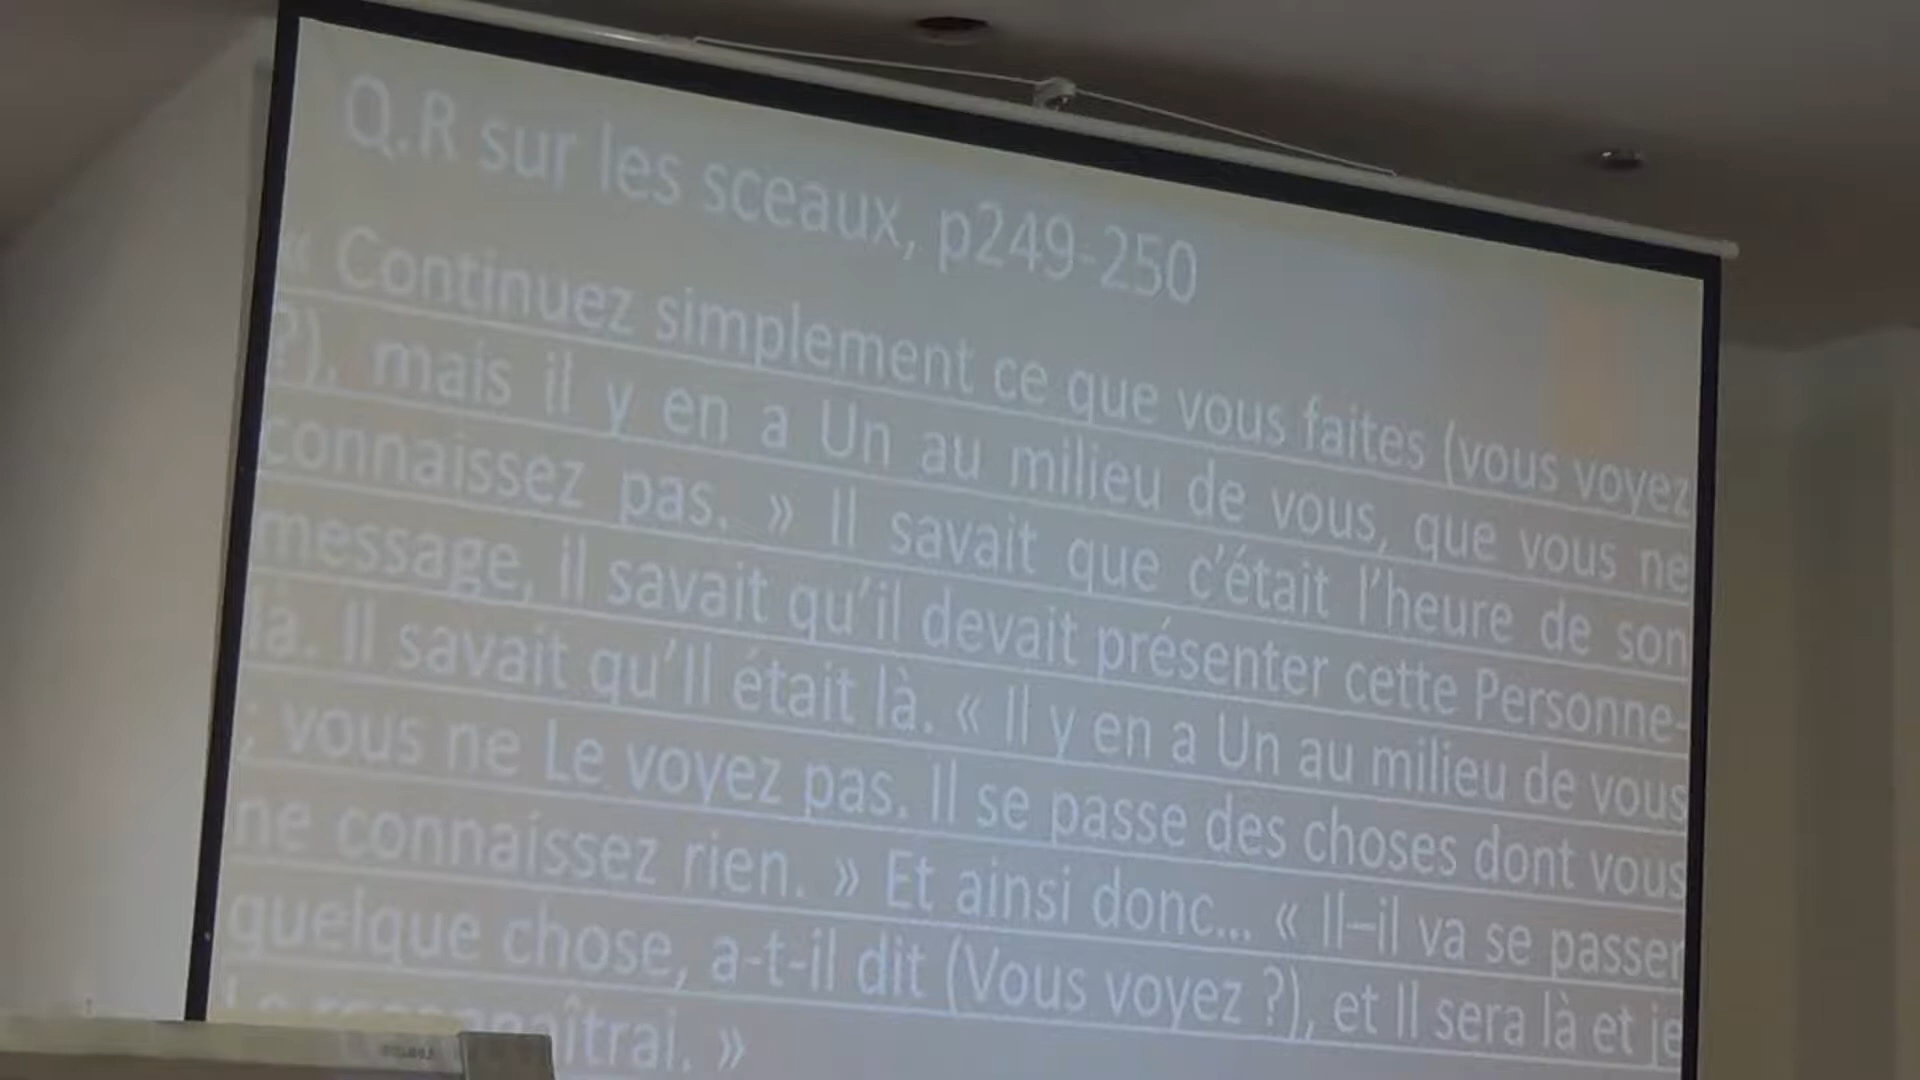 Q.R sur les sceaux, p249-250
« Continuez simplement ce que vous faites (vous voyez
?), mais il y en a Un au milieu de vous, que vous ne
connaissez pas. » Il savait que c'était l'heure de son
message, il savait qu'il devait présenter cette Personne-
là. Il savait qu'Il était là. « Il y en a Un au milieu de vous
; vous ne Le voyez pas. Il se passe des choses dont vous
ne connaissez rien. » Et ainsi donc... « Il–il va se passer
quelque chose, a-t-il dit (Vous voyez ?), et Il sera là et je
»